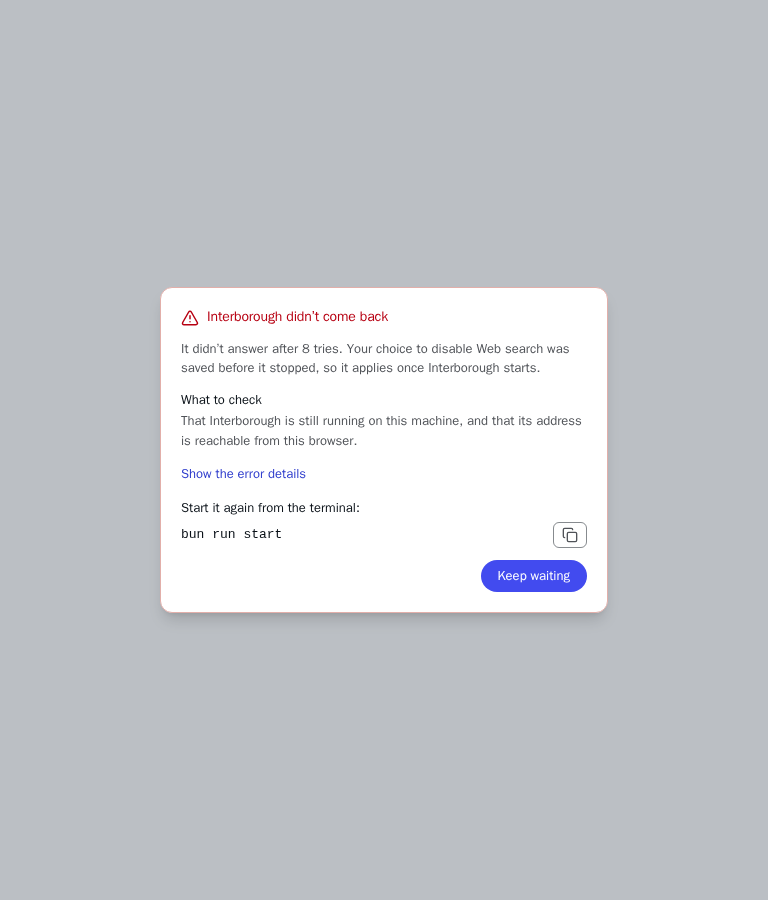 Interborough didn't come back
It didn't answer after 8 tries. Your choice to disable Web search was
saved before it stopped, so it applies once Interborough starts.
What to check
That Interborough is still running on this machine, and that its address
is reachable from this browser.
Show the error details
Start it again from the terminal:
bun run start
Keep waiting